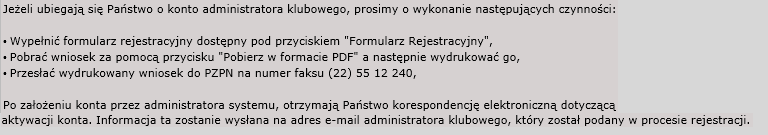 Jeżeli ubiegają się Państwo o konto administratora klubowego, prosimy o wykonanie następujących czynności:
• Wypełnić formularz rejestracyjny dostępny pod przyciskiem "Formularz Rejestracyjny",
• Pobrać wniosek za pomocą przycisku "Pobierz w formacie PDF" a następnie wydrukować go,
• Przesłać wydrukowany wniosek do PZPN na numer faksu (22) 55 12 240,
Po założeniu konta przez administratora systemu, otrzymają Państwo korespondencję elektroniczną dotyczącą
aktywacji konta. Informacja ta zostanie wysłana na adres e-mail administratora klubowego, który został podany w procesie rejestracji.